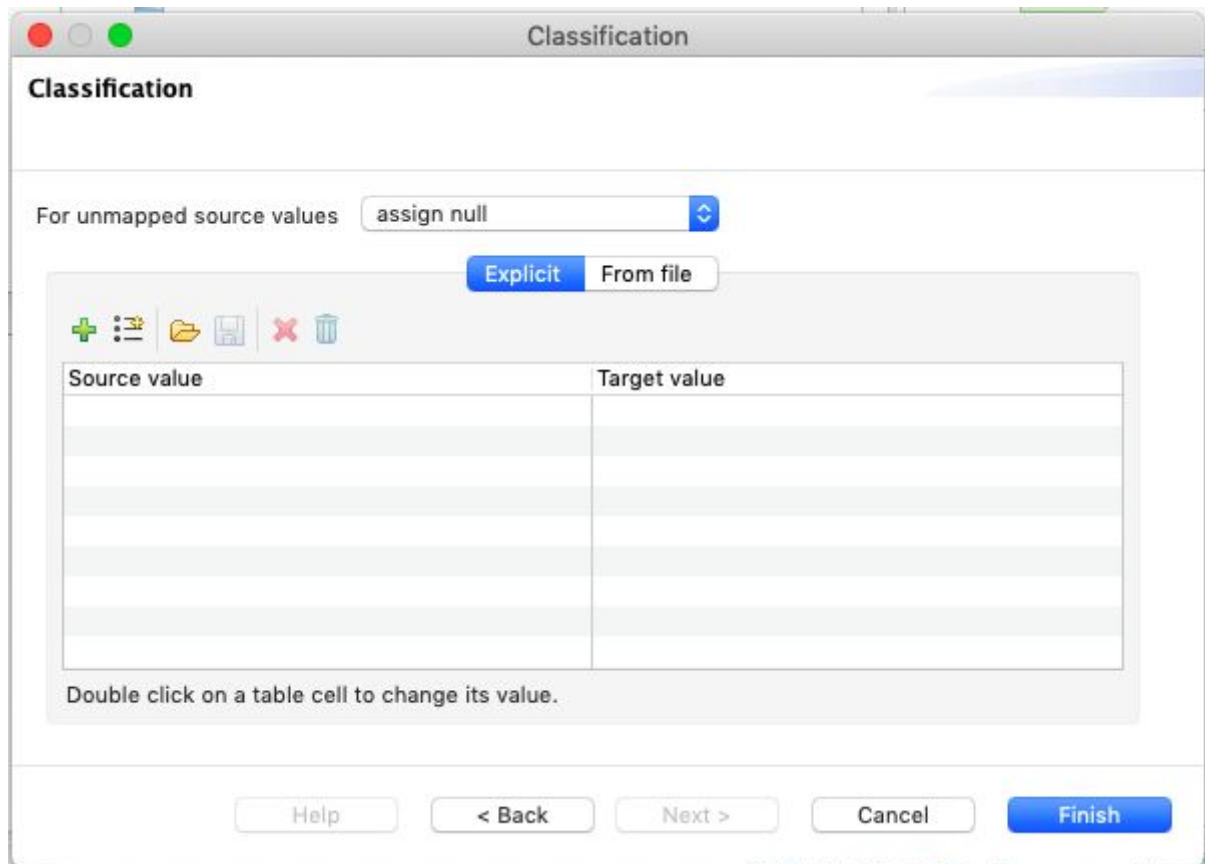 Classification
Classification
For unmapped source values assign null
Explicit From file
Source value Target value
Double click on a table cell to change its value.
Help < Back Next > Cancel Finish